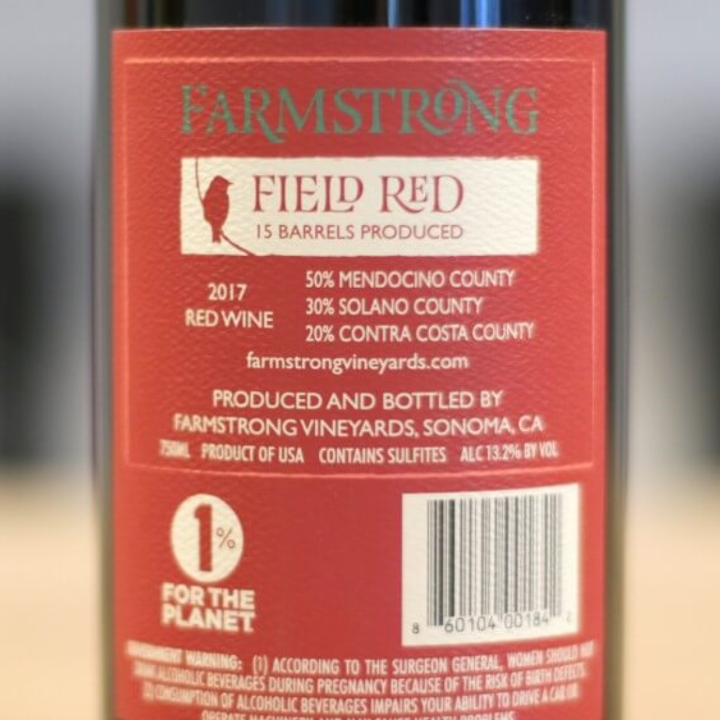 FARMSTRONG
FIELD RED
15 BARRELS PRODUCED
2017
RED WINE
50% MENDOCINO COUNTY
30% SOLANO COUNTY
20% CONTRA COSTA COUNTY
farmstrongvineyards.com
PRODUCED AND BOTTLED BY
FARMSTRONG VINEYARDS, SONOMA, CA
750ML PRODUCT OF USA CONTAINS SULFITES ALC 13.2% BY VOL
1%
FOR THE
PLANET
8 60104 00184
WARNING: (1) ACCORDING TO THE SURGEON GENERAL, WOMEN SHOULD NOT
DRINK ALCOHOLIC BEVERAGES DURING PREGNANCY BECAUSE OF THE RISK OF BIRTH DEFECTS.
(2) CONSUMPTION OF ALCOHOLIC BEVERAGES IMPAIRS YOUR ABILITY TO DRIVE A CAR OR